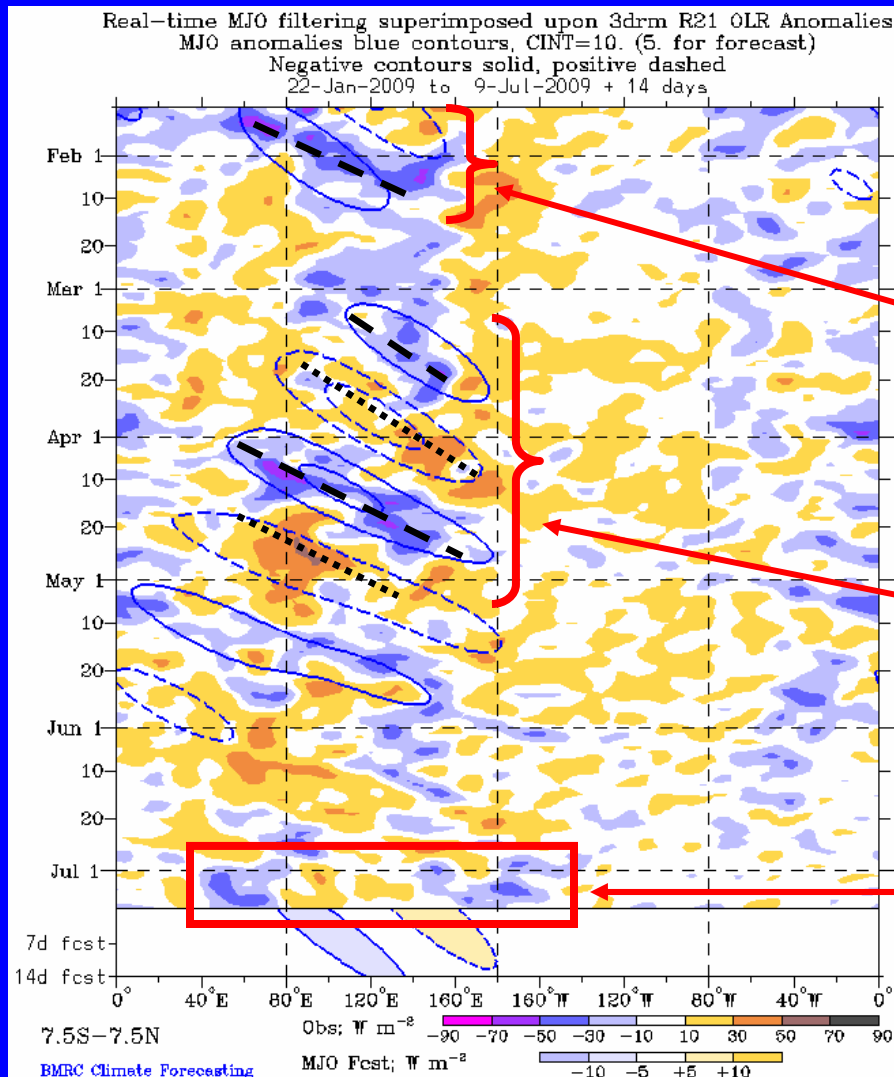 Real-time MJO filtering superimposed upon 3drm R21 OLR Anomalies
MJO anomalies blue contours, CINT=10. (5. for forecast)
Negative contours solid, positive dashed
22-Jan-2009 to 9-Jul-2009 + 14 days
Feb 1
10
20
Mar 1
10
20
Apr 1
10
20
May 1
10
20
Jun 1
10
20
Jul 1
7d fcst
14d fcst
0° 40°E 80°E 120°E 160°E 160°W 120°W 80°W 40°W 0°
7.5S-7.5N
Obs; W m⁻²
-90 -70 -50 -30 -10 10 30 50 70 90
BMRC Climate Forecasting
MJO Fcst; W m⁻²
-10 -5 +5 +10